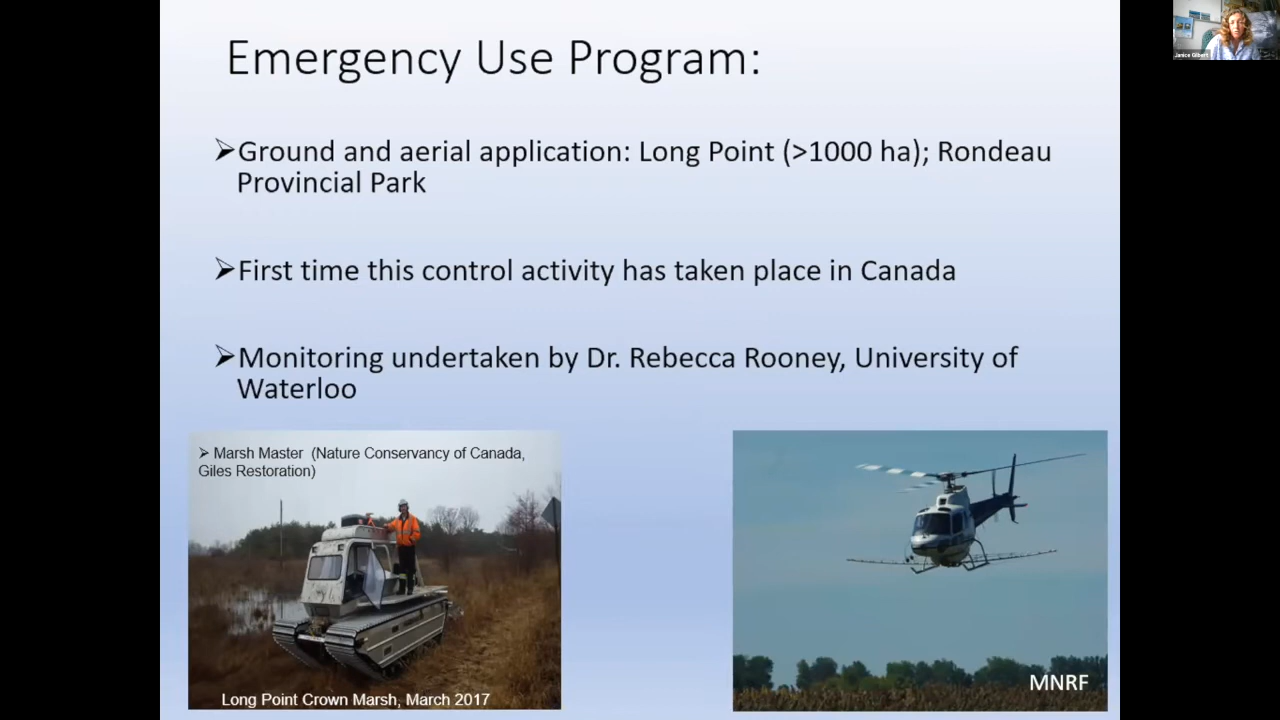 Emergency Use Program:
➢Ground and aerial application: Long Point (>1000 ha); Rondeau
Provincial Park
➢First time this control activity has taken place in Canada
➢Monitoring undertaken by Dr. Rebecca Rooney, University of
Waterloo
➢ Marsh Master (Nature Conservancy of Canada,
Giles Restoration)
Long Point Crown Marsh, March 2017
MNRF
Janice Gilbert